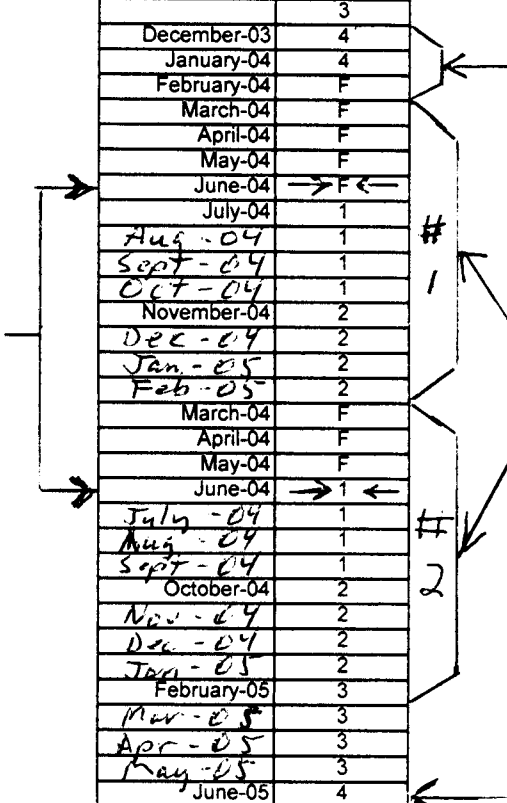 3
December-03 4
January-04 4
February-04 F
March-04 F
April-04 F
May-04 F
June-04 F
July-04 1
Aug-04 1
Sept-04 1
Oct-04 1
November-04 2
Dec-04 2
Jan-05 2
Feb-05 2
#1
March-04 F
April-04 F
May-04 F
June-04 1
July-04 1
Aug-04 1
Sept-04 1
October-04 2
Nov-04 2
Dec-04 2
Jan-05 2
February-05 3
#2
Mar-05 3
Apr-05 3
May-05 3
June-05 4